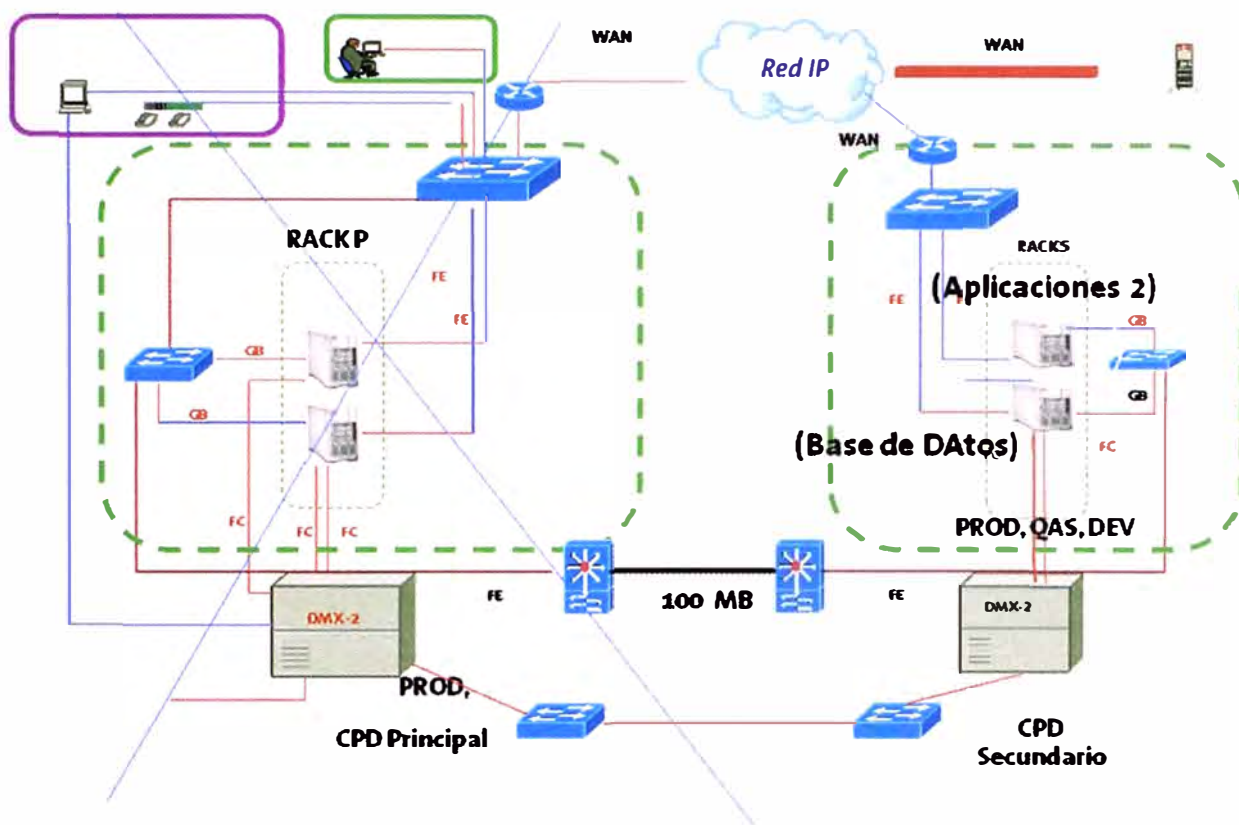 WAN
Red IP
WAN
WAN
RACK P
RACKS
FE
FE
(Aplicaciones 2)
FE
GB
GB
GB
GB
(Base de DAtos)
FC
FC
FC
FC
PROD, QAS, DEV
FE
100 MB
FE
DMX-2
DMX-2
PROD,
CPD Principal
CPD
Secundario